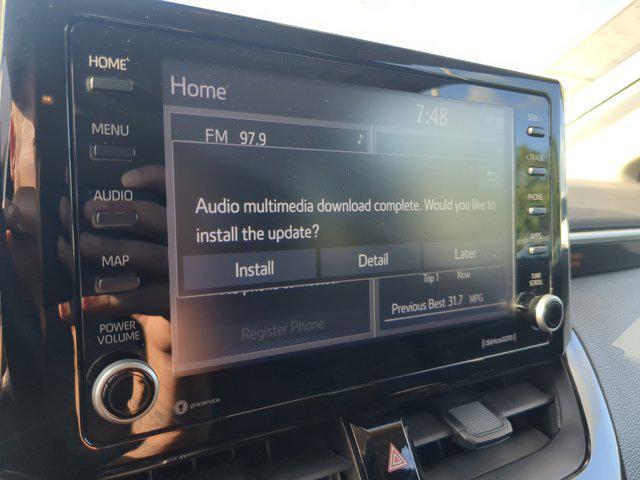 HOME
Home
7:48
SEEK>
MENU
FM 97.9
<TRACK
AUDIO
Audio multimedia download complete. Would you like to
install the update?
PHONE
MAP
Install
Detail
Later
APPS
Trip 1
Now
Previous Best 31.7 MPG
TUNE
SCROLL
POWER
VOLUME
Register Phone
SiriusXM
gracenote